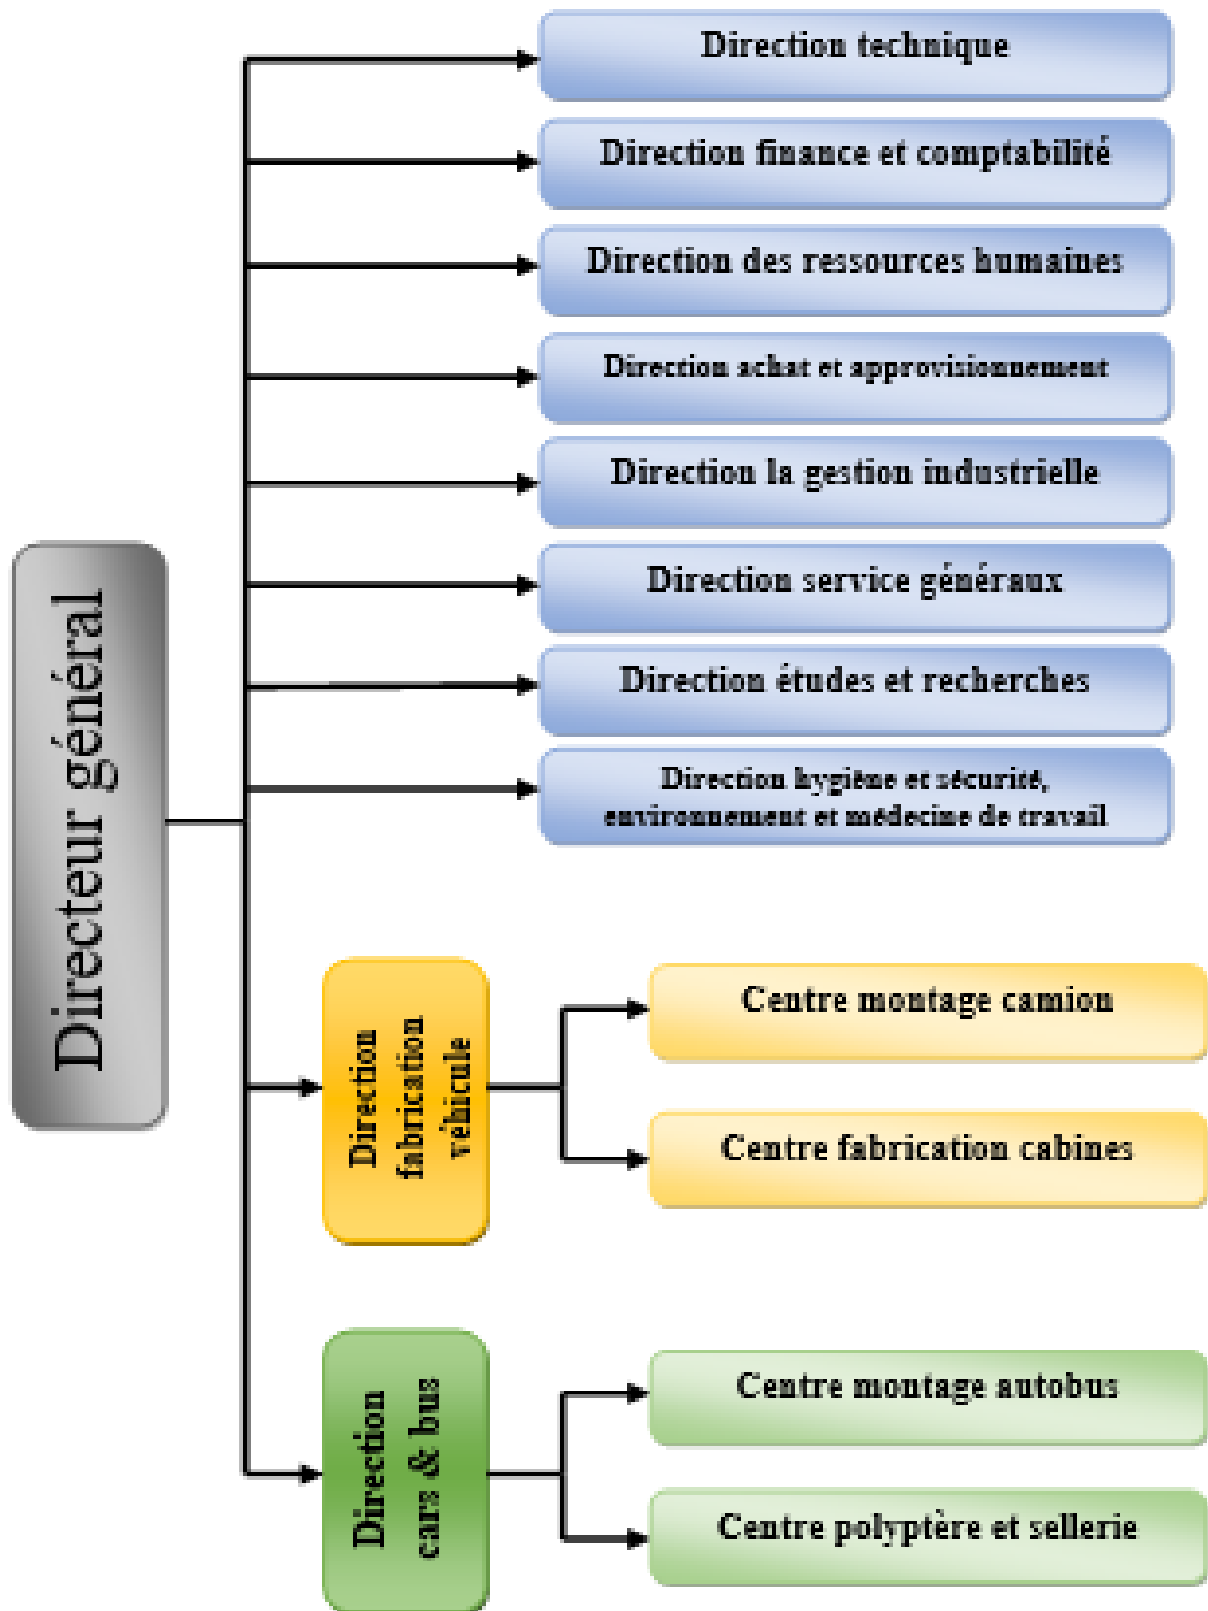 Directeur général
Direction technique
Direction finance et comptabilité
Direction des ressources humaines
Direction achat et approvisionnement
Direction la gestion industrielle
Direction service généraux
Direction études et recherches
Direction hygiène et sécurité,
environnement et médecine de travail
Direction
fabrication
véhicule
Centre montage camion
Centre fabrication cabines
Direction
cars & bus
Centre montage autobus
Centre polyptère et sellerie